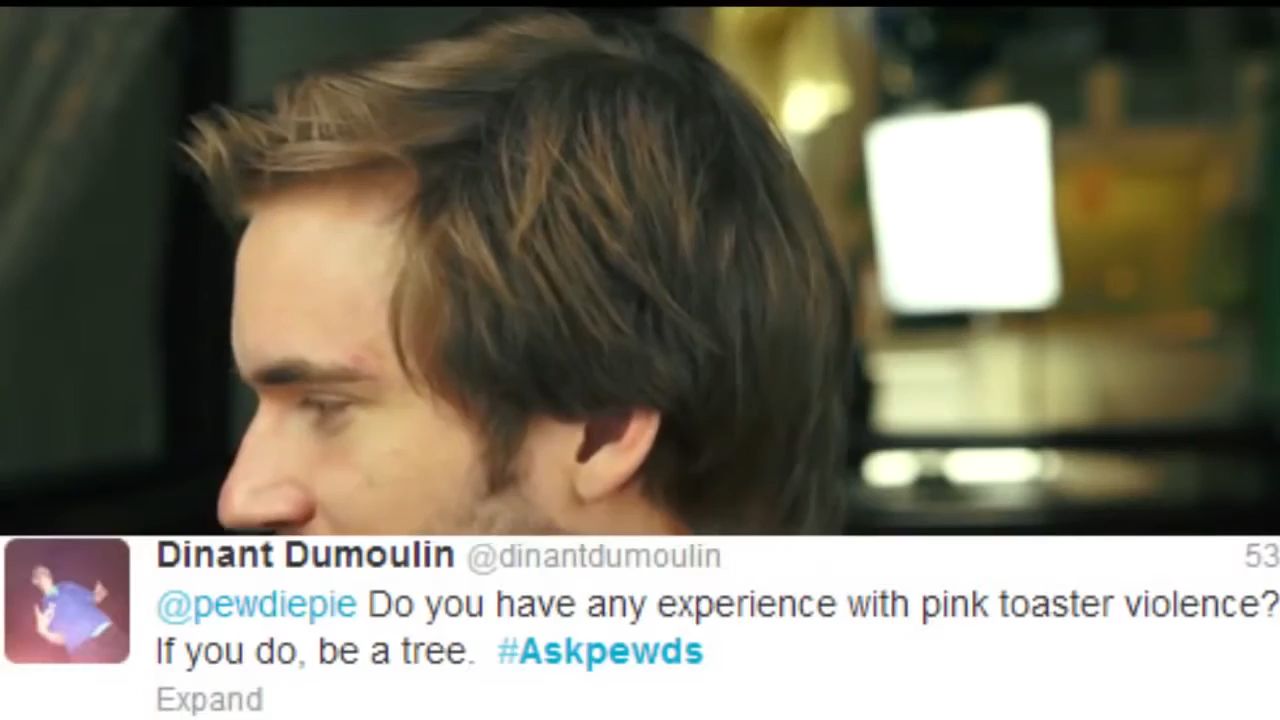 Dinant Dumoulin @dinantdumoulin 53
@pewdiepie Do you have any experience with pink toaster violence?
If you do, be a tree. #Askpewds
Expand